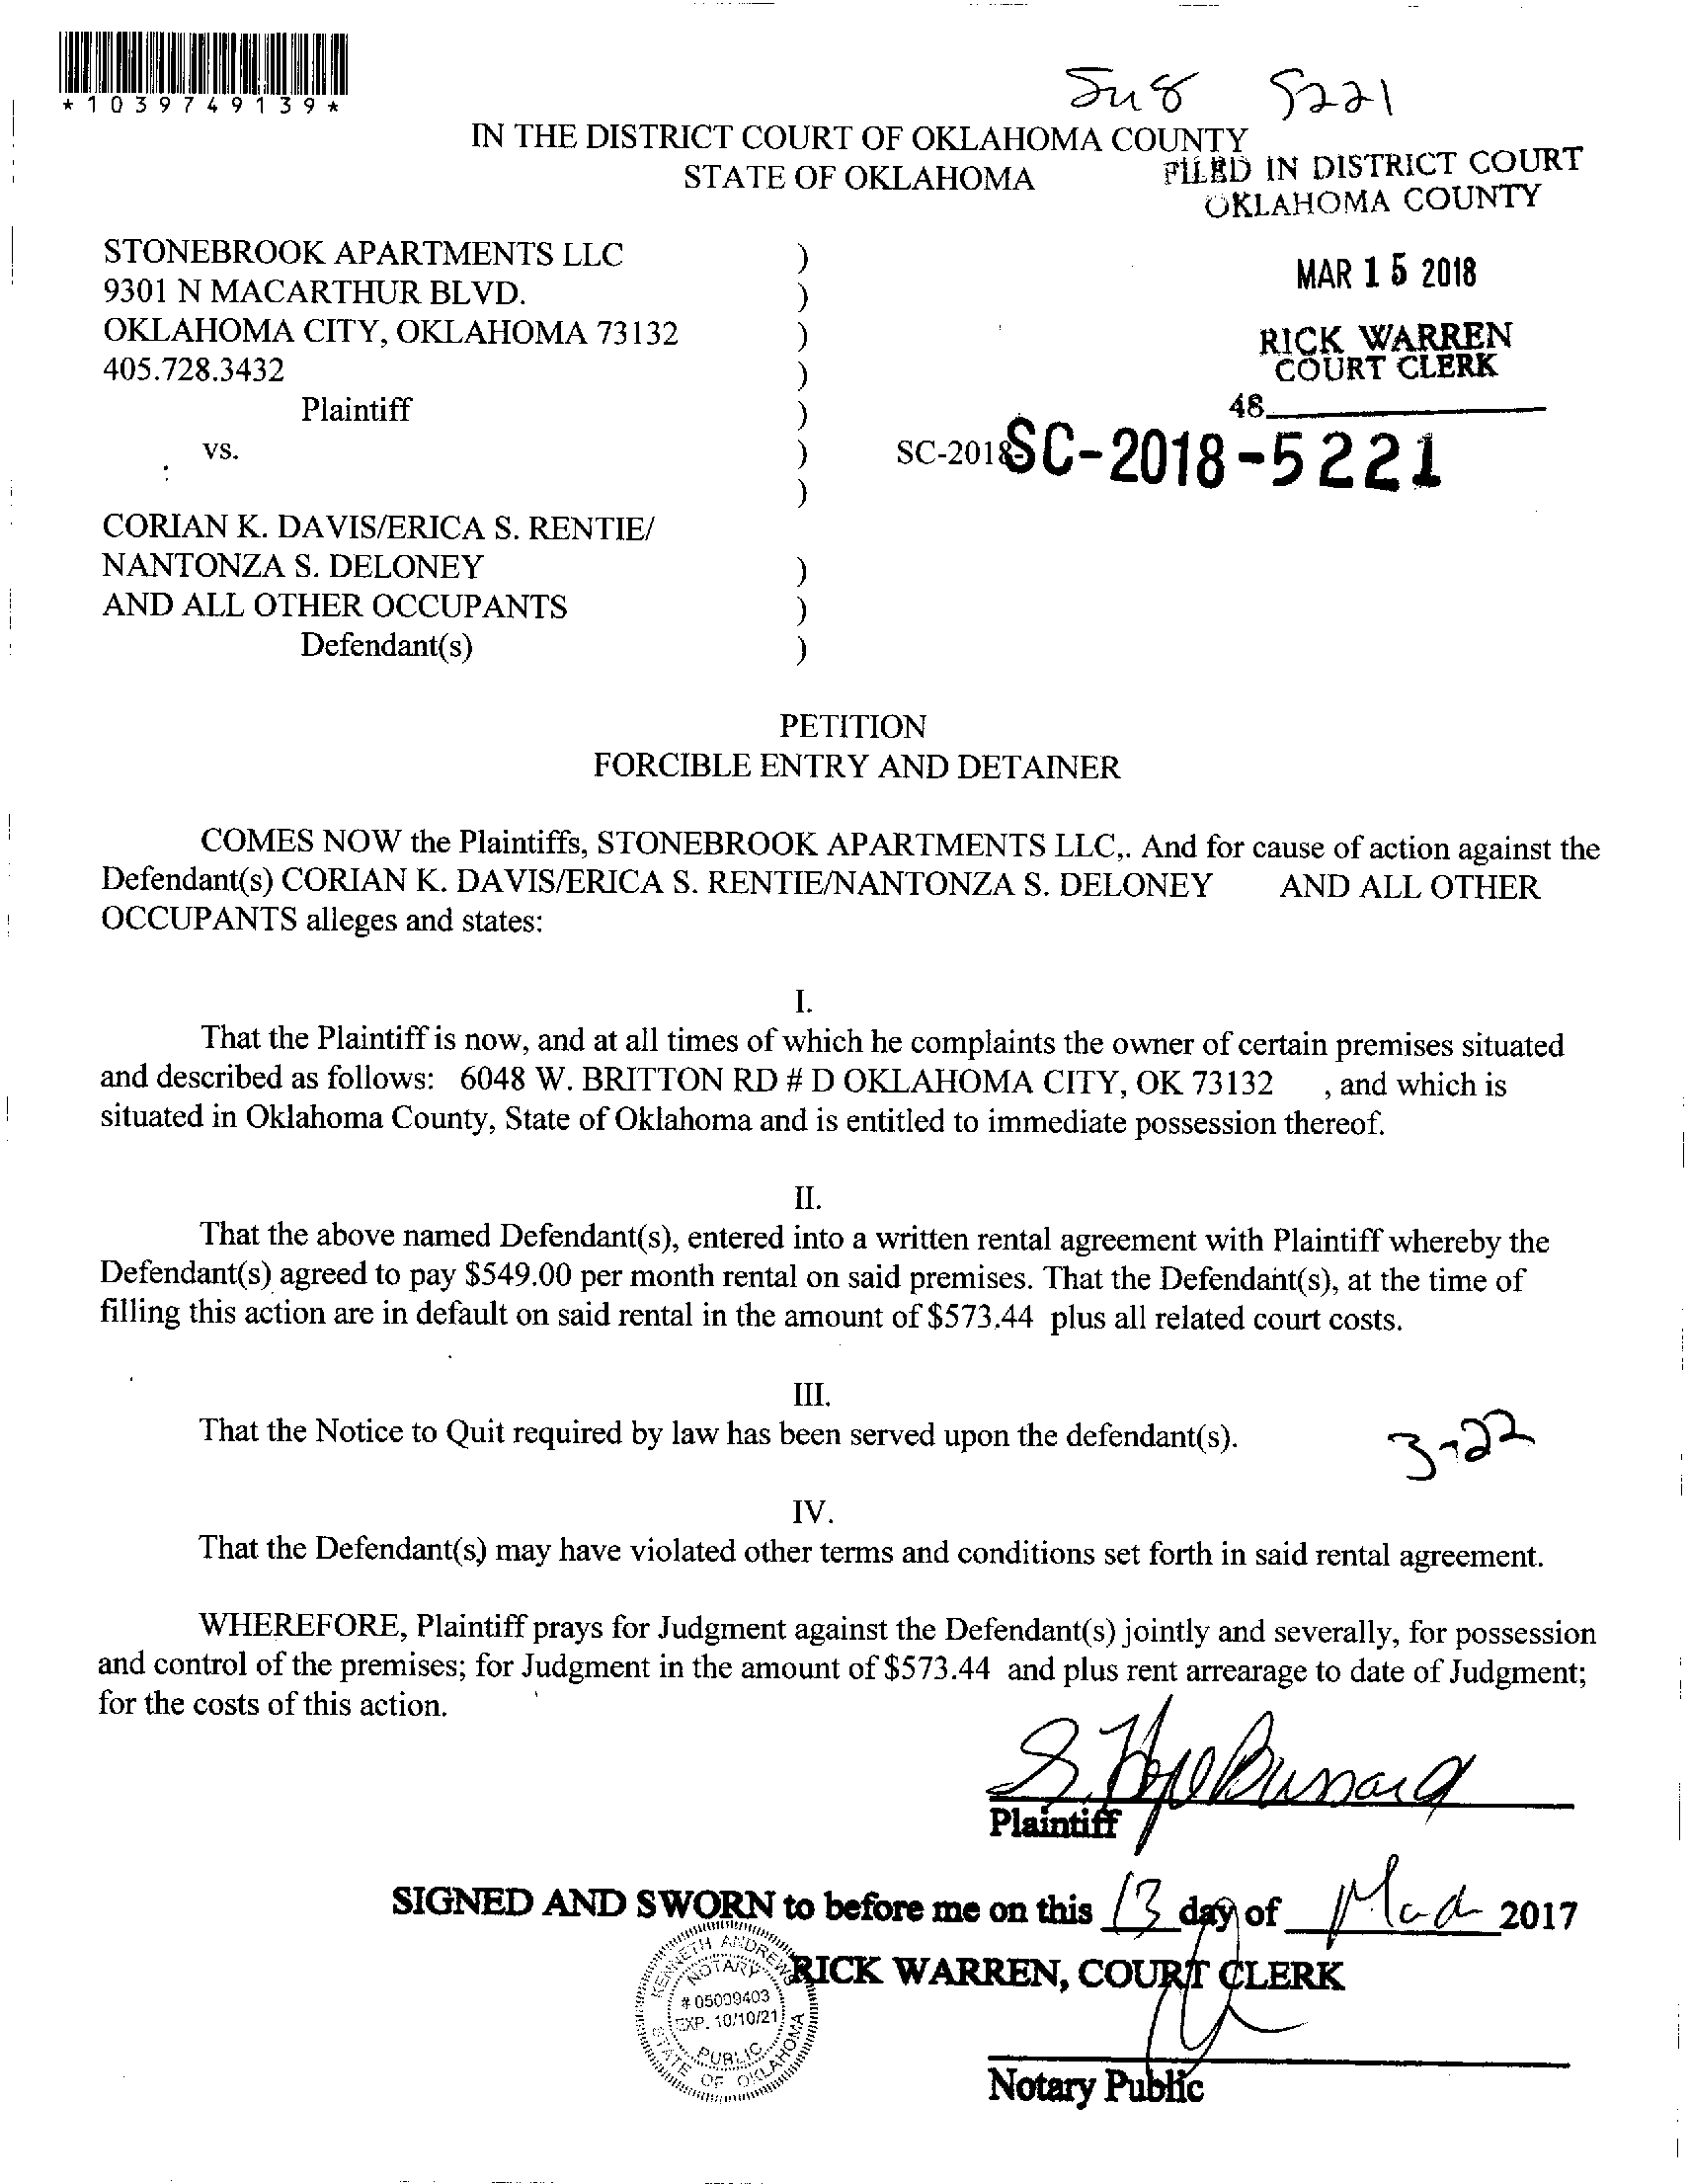 *1039749139*
5221
IN THE DISTRICT COURT OF OKLAHOMA COUNTY
STATE OF OKLAHOMA
FILED IN DISTRICT COURT
OKLAHOMA COUNTY
STONEBROOK APARTMENTS LLC )
9301 N MACARTHUR BLVD. )
MAR 15 2018
OKLAHOMA CITY, OKLAHOMA 73132 )
RICK WARREN
COURT CLERK
405.728.3432 )
48
Plaintiff )
vs. ) SC-2018 SC-2018-5221
)
CORIAN K. DAVIS/ERICA S. RENTIE/
NANTONZA S. DELONEY )
AND ALL OTHER OCCUPANTS )
Defendant(s) )
PETITION
FORCIBLE ENTRY AND DETAINER
COMES NOW the Plaintiffs, STONEBROOK APARTMENTS LLC,. And for cause of action against the
Defendant(s) CORIAN K. DAVIS/ERICA S. RENTIE/NANTONZA S. DELONEY AND ALL OTHER
OCCUPANTS alleges and states:
I.
That the Plaintiff is now, and at all times of which he complaints the owner of certain premises situated
and described as follows: 6048 W. BRITTON RD # D OKLAHOMA CITY, OK 73132 , and which is
situated in Oklahoma County, State of Oklahoma and is entitled to immediate possession thereof.
II.
That the above named Defendant(s), entered into a written rental agreement with Plaintiff whereby the
Defendant(s) agreed to pay $549.00 per month rental on said premises. That the Defendant(s), at the time of
filling this action are in default on said rental in the amount of $573.44 plus all related court costs.
III.
That the Notice to Quit required by law has been served upon the defendant(s).
3-22
IV.
That the Defendant(s) may have violated other terms and conditions set forth in said rental agreement.
WHEREFORE, Plaintiff prays for Judgment against the Defendant(s) jointly and severally, for possession
and control of the premises; for Judgment in the amount of $573.44 and plus rent arrearage to date of Judgment;
for the costs of this action.
Plaintiff
SIGNED AND SWORN to before me on this 13 day of 2017
RICK WARREN, COURT CLERK
KENNETH ANDREWS
NOTARY
# 05009403
EXP. 10/10/21
PUBLIC
STATE OF OKLAHOMA
Notary Public